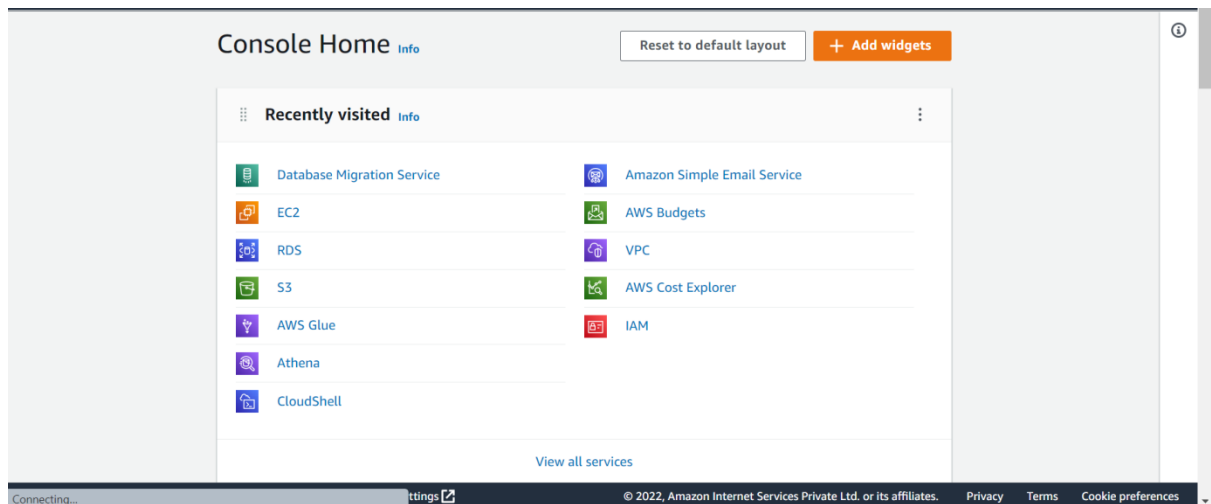 Console Home Info
Reset to default layout
+ Add widgets
Recently visited Info
Database Migration Service
EC2
RDS
S3
AWS Glue
Athena
CloudShell
Amazon Simple Email Service
AWS Budgets
VPC
AWS Cost Explorer
IAM
View all services
Connecting...
ttings
© 2022, Amazon Internet Services Private Ltd. or its affiliates.
Privacy
Terms
Cookie preferences